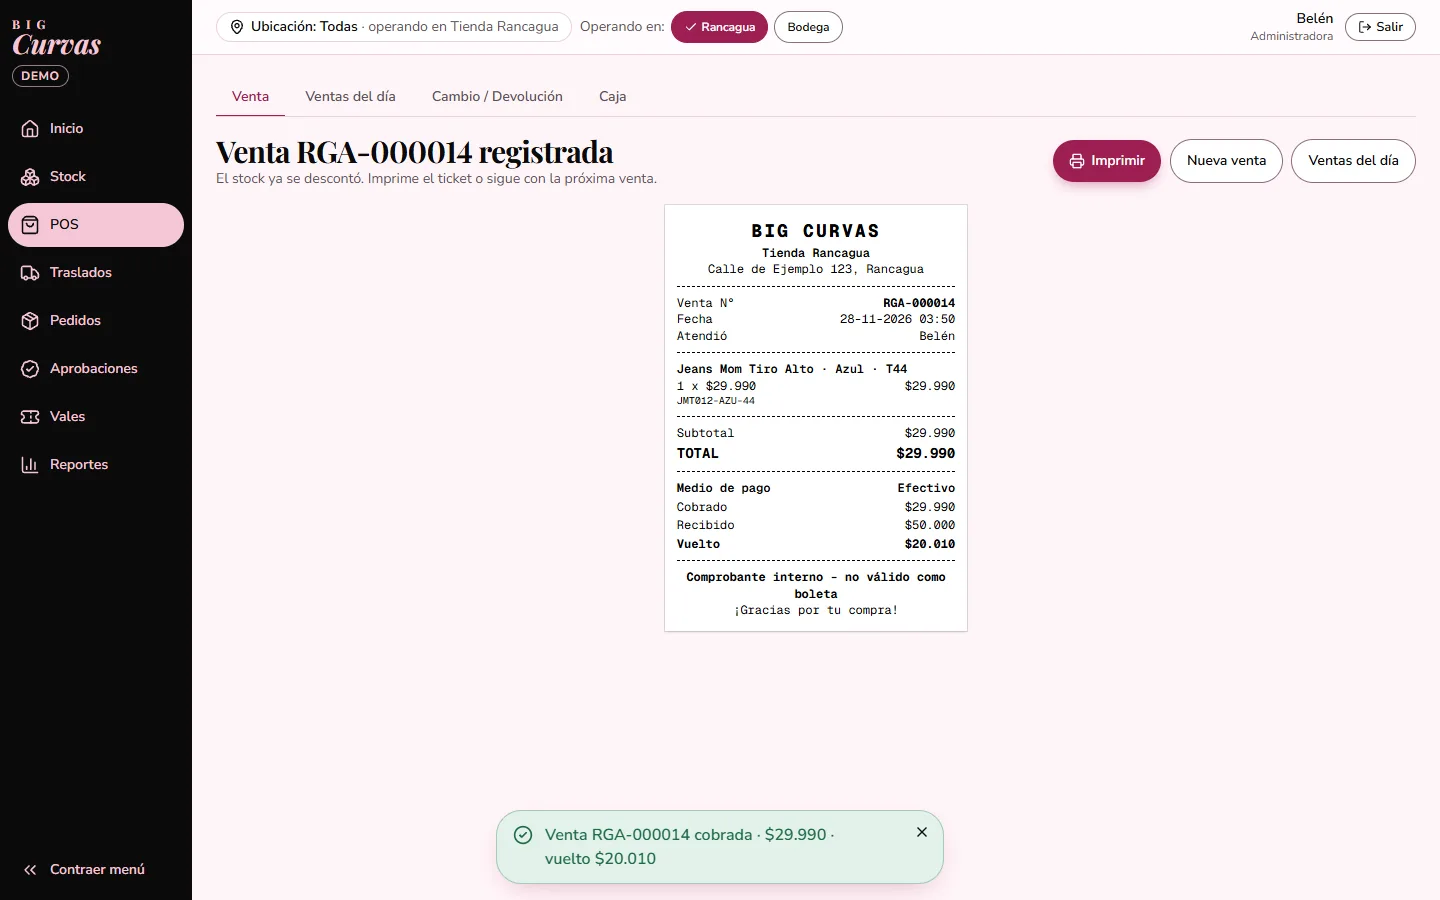 BIG
Curvas
DEMO
Inicio
Stock
POS
Traslados
Pedidos
Aprobaciones
Vales
Reportes
Contraer menú
Ubicación: Todas · operando en Tienda Rancagua
Operando en:
Rancagua
Bodega
Belén
Administradora
Salir
Venta
Ventas del día
Cambio / Devolución
Caja
Venta RGA-000014 registrada
El stock ya se descontó. Imprime el ticket o sigue con la próxima venta.
Imprimir
Nueva venta
Ventas del día
BIG CURVAS
Tienda Rancagua
Calle de Ejemplo 123, Rancagua
Venta N° RGA-000014
Fecha 28-11-2026 03:50
Atendió Belén
Jeans Mom Tiro Alto · Azul · T44
1 x $29.990 $29.990
JMT012-AZU-44
Subtotal $29.990
TOTAL $29.990
Medio de pago Efectivo
Cobrado $29.990
Recibido $50.000
Vuelto $20.010
Comprobante interno - no válido como
boleta
¡Gracias por tu compra!
Venta RGA-000014 cobrada · $29.990 ·
vuelto $20.010